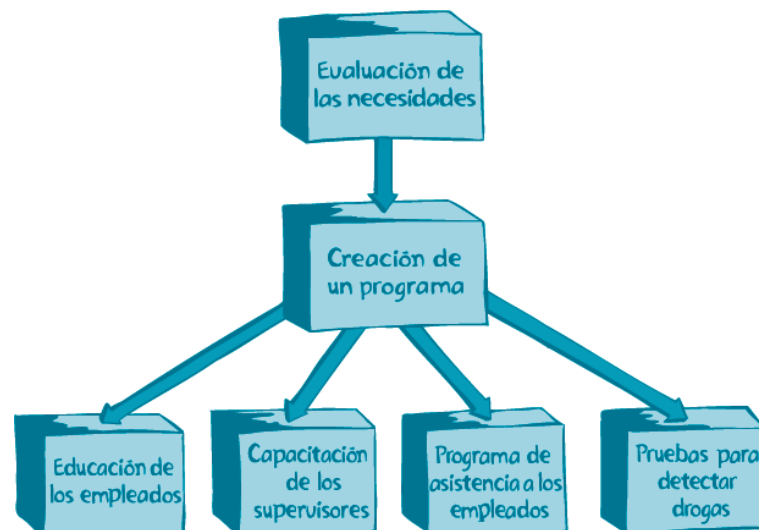 Evaluación de
las necesidades
Creación de
un programa
Educación de
los empleados
Capacitación
de los
supervisores
Programa de
asistencia a los
empleados
Pruebas para
detectar
drogas